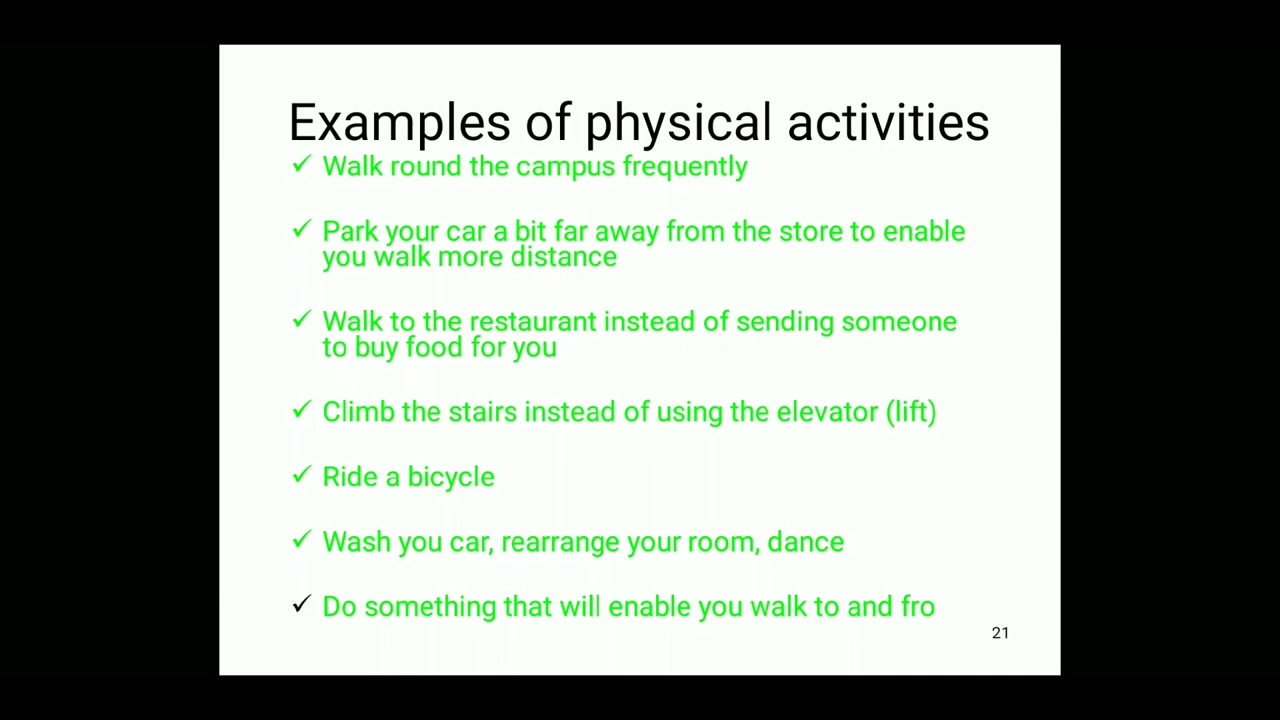 Examples of physical activities
✓ Walk round the campus frequently
✓ Park your car a bit far away from the store to enable
you walk more distance
✓ Walk to the restaurant instead of sending someone
to buy food for you
✓ Climb the stairs instead of using the elevator (lift)
✓ Ride a bicycle
✓ Wash you car, rearrange your room, dance
✓ Do something that will enable you walk to and fro
21